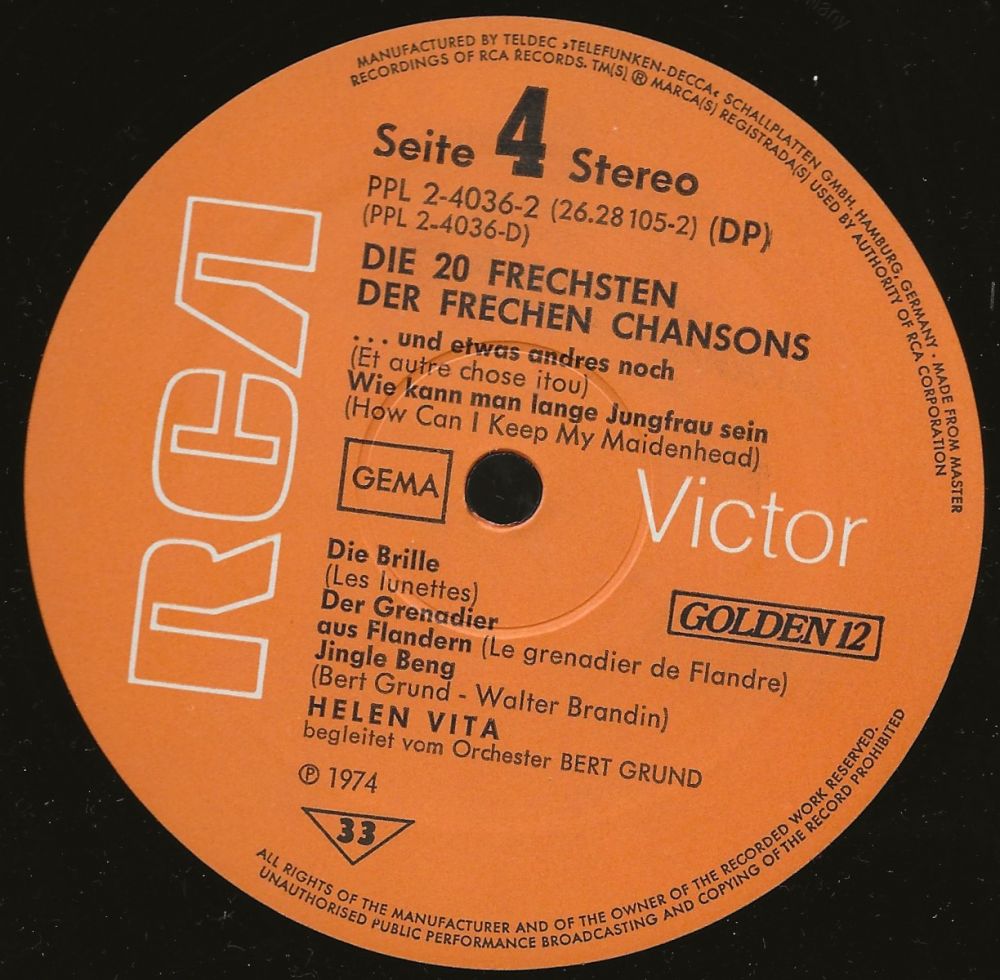 MANUFACTURED BY TELDEC »TELEFUNKEN-DECCA« SCHALLPLATTEN GMBH, HAMBURG, GERMANY · MADE FROM MASTER
RECORDINGS OF RCA RECORDS. TM(S) ® MARCA(S) REGISTRADA(S) USED BY AUTHORITY OF RCA CORPORATION
Seite 4 Stereo
PPL 2-4036-2 (26.28105-2) (DP)
(PPL 2-4036-D)
DIE 20 FRECHSTEN
DER FRECHEN CHANSONS
... und etwas andres noch
(Et autre chose itou)
Wie kann man lange Jungfrau sein
(How Can I Keep My Maidenhead)
RCA
GEMA
Victor
Die Brille
(Les lunettes)
GOLDEN 12
Der Grenadier
aus Flandern (Le grenadier de Flandre)
Jingle Beng
(Bert Grund - Walter Brandin)
HELEN VITA
begleitet vom Orchester BERT GRUND
℗ 1974
33
ALL RIGHTS OF THE MANUFACTURER AND OF THE OWNER OF THE RECORDED WORK RESERVED.
UNAUTHORISED PUBLIC PERFORMANCE BROADCASTING AND COPYING OF THE RECORD PROHIBITED